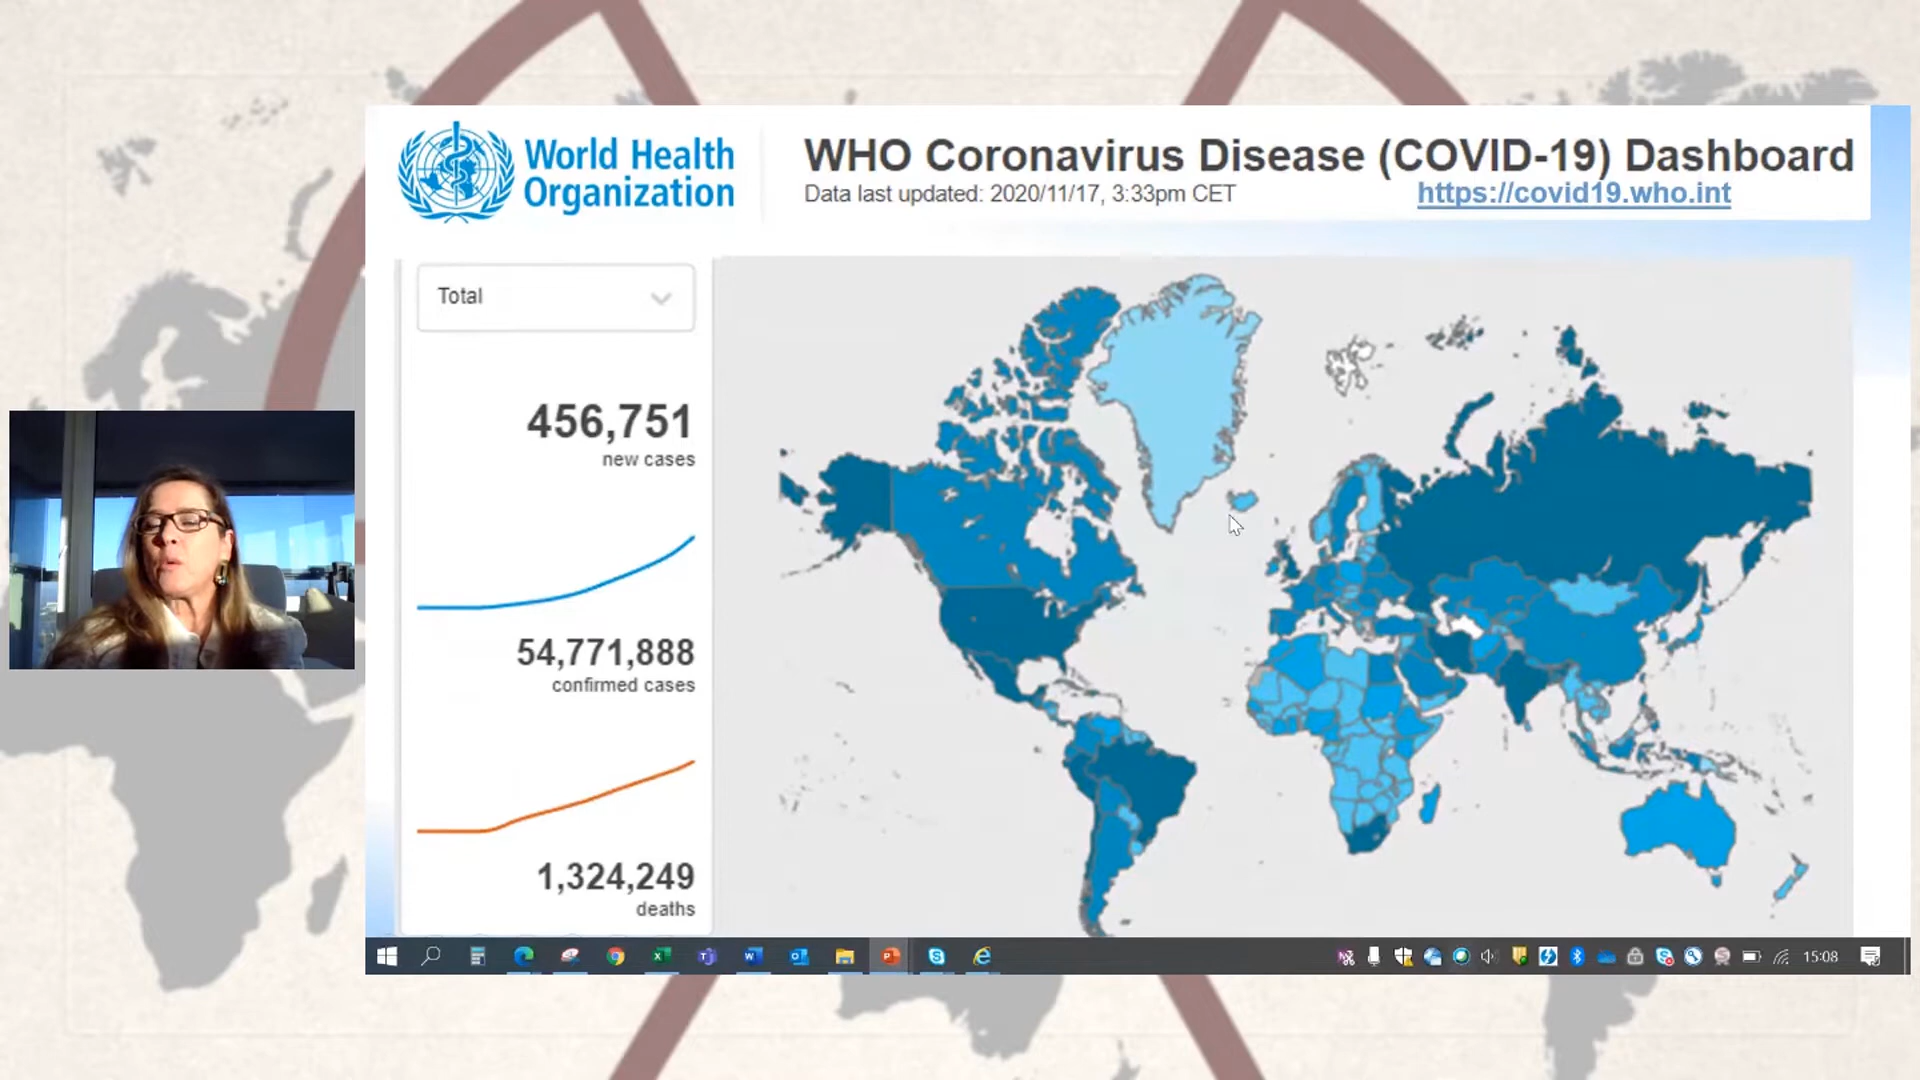 World Health
Organization
WHO Coronavirus Disease (COVID-19) Dashboard
Data last updated: 2020/11/17, 3:33pm CET
https://covid19.who.int
Total
456,751
new cases
54,771,888
confirmed cases
1,324,249
deaths
15:08